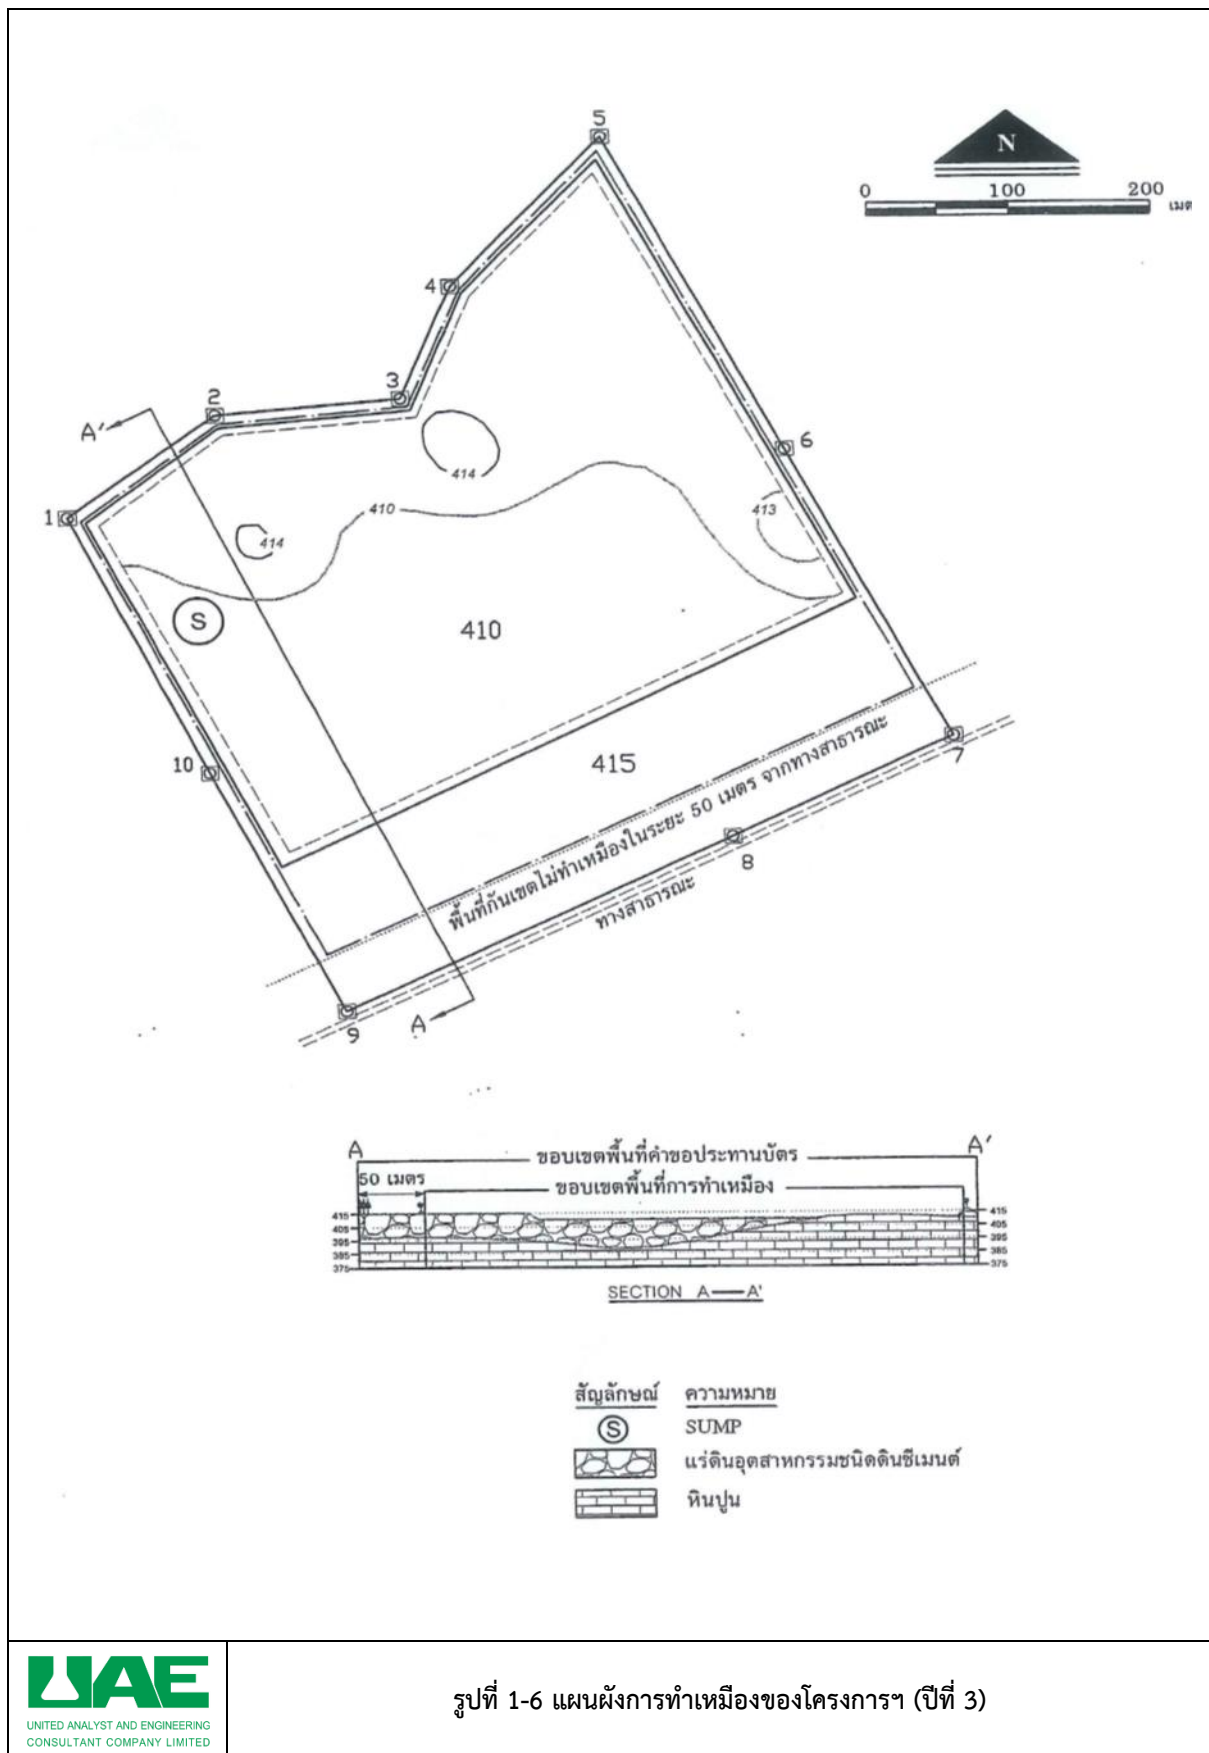 5
N
0 100 200
เมต
4
3
2
A'
6
1
414
410
413
414
S
410
415
10
7
พื้นที่กันเขตไม่ทำเหมืองในระยะ 50 เมตร จากทางสาธารณะ
8
ทางสาธารณะ
A
9
A A'
ขอบเขตพื้นที่คำขอประทานบัตร
50 เมตร
ขอบเขตพื้นที่การทำเหมือง
415 415
405 405
395 395
385 385
375 375
SECTION A A'
สัญลักษณ์ ความหมาย
S SUMP
แร่ดินอุตสาหกรรมชนิดดินซีเมนต์
หินปูน
UAE
UNITED ANALYST AND ENGINEERING
CONSULTANT COMPANY LIMITED
รูปที่ 1-6 แผนผังการทำเหมืองของโครงการฯ (ปีที่ 3)